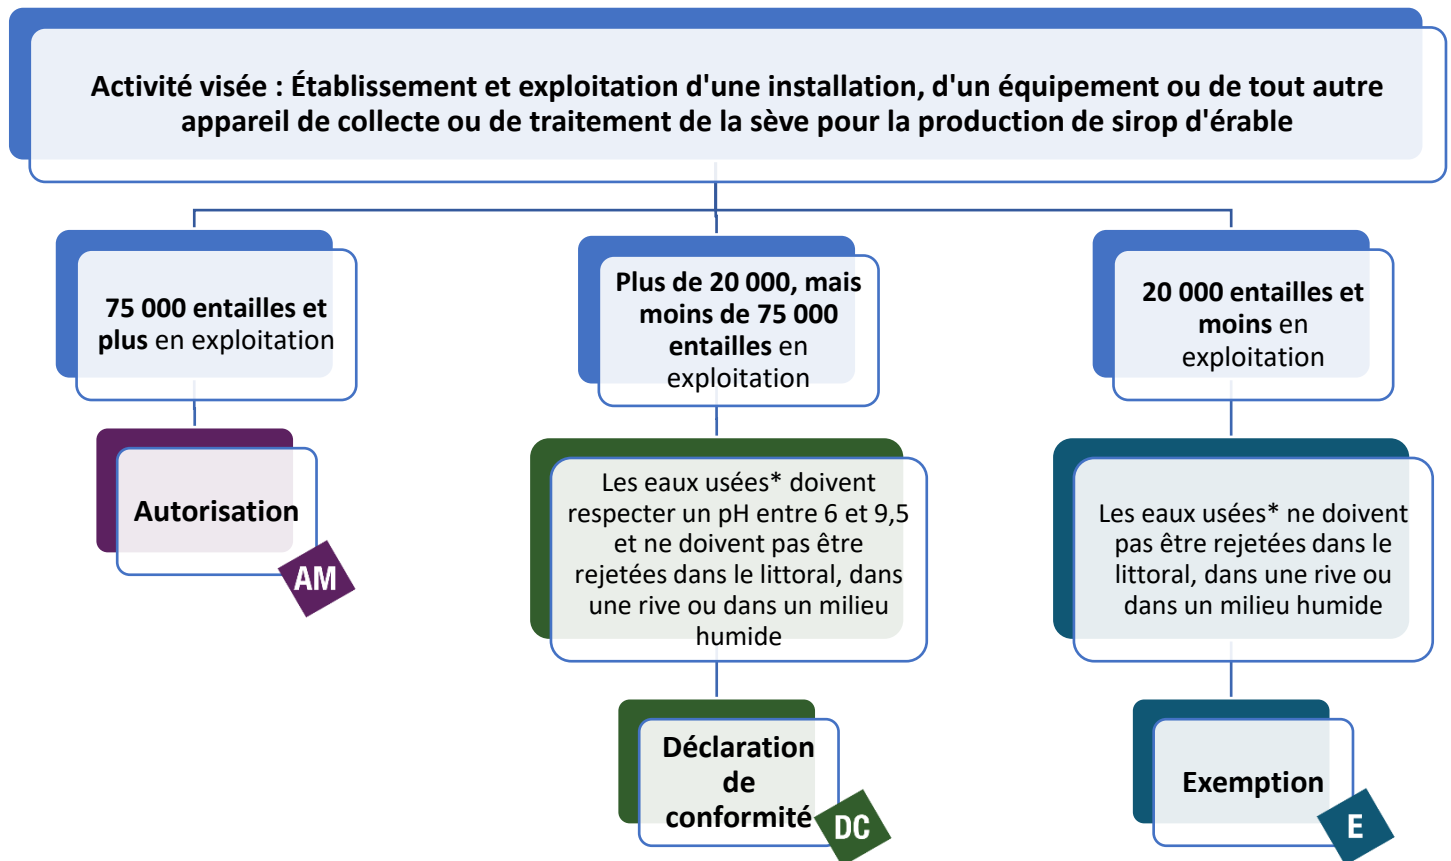 Activité visée : Établissement et exploitation d'une installation, d'un équipement ou de tout autre
appareil de collecte ou de traitement de la sève pour la production de sirop d'érable
75 000 entailles et
plus en exploitation
Autorisation
AM
Plus de 20 000, mais
moins de 75 000
entailles en
exploitation
Les eaux usées* doivent
respecter un pH entre 6 et 9,5
et ne doivent pas être
rejetées dans le littoral, dans
une rive ou dans un milieu
humide
Déclaration
de
conformité
DC
20 000 entailles et
moins en
exploitation
Les eaux usées* ne doivent
pas être rejetées dans le
littoral, dans une rive ou
dans un milieu humide
Exemption
E